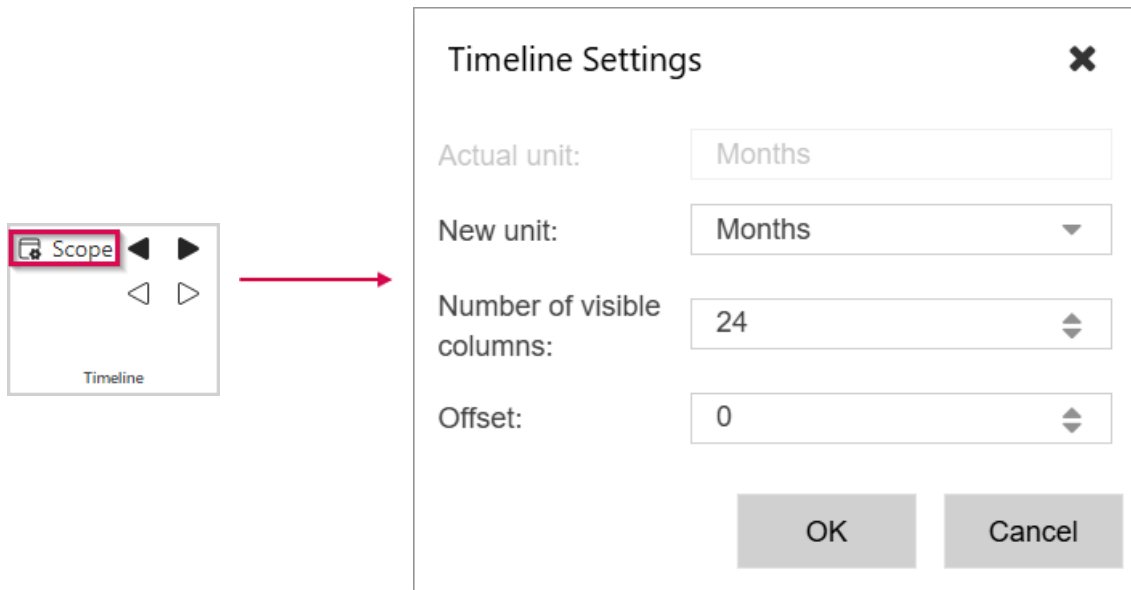 Scope
Timeline
Timeline Settings
Actual unit: Months
New unit: Months
Number of visible
columns: 24
Offset: 0
OK Cancel